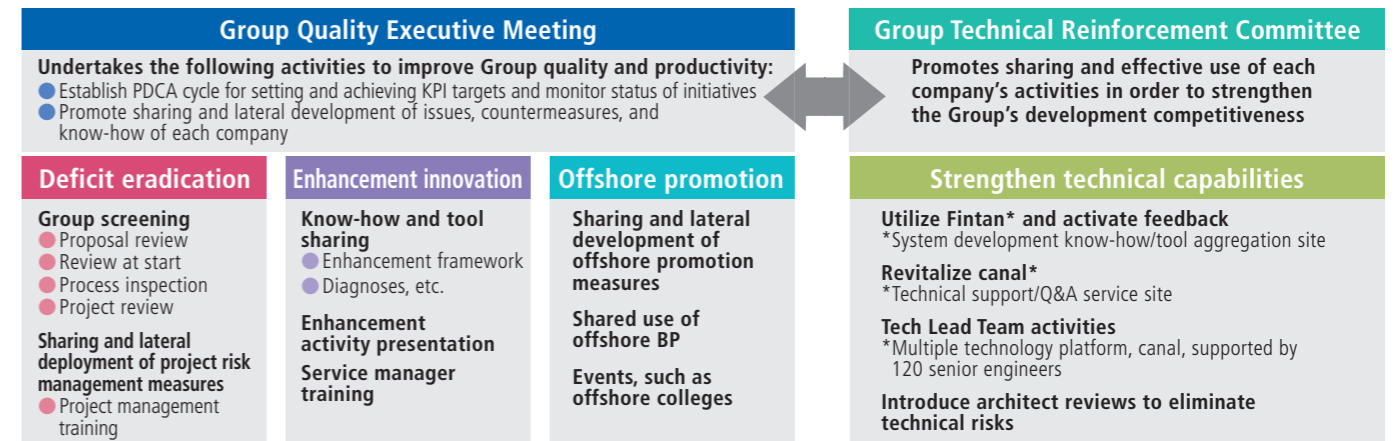 Group Quality Executive Meeting
Undertakes the following activities to improve Group quality and productivity:
●Establish PDCA cycle for setting and achieving KPI targets and monitor status of initiatives
●Promote sharing and lateral development of issues, countermeasures, and
know-how of each company
Group Technical Reinforcement Committee
Promotes sharing and effective use of each
company's activities in order to strengthen
the Group's development competitiveness
Deficit eradication
Group screening
●Proposal review
●Review at start
●Process inspection
●Project review
Sharing and lateral
deployment of project risk
management measures
●Project management
training
Enhancement innovation
Know-how and tool
sharing
●Enhancement framework
●Diagnoses, etc.
Enhancement
activity presentation
Service manager
training
Offshore promotion
Sharing and lateral
development of
offshore promotion
measures
Shared use of
offshore BP
Events, such as
offshore colleges
Strengthen technical capabilities
Utilize Fintan* and activate feedback
*System development know-how/tool aggregation site
Revitalize canal*
*Technical support/Q&A service site
Tech Lead Team activities
*Multiple technology platform, canal, supported by
120 senior engineers
Introduce architect reviews to eliminate
technical risks